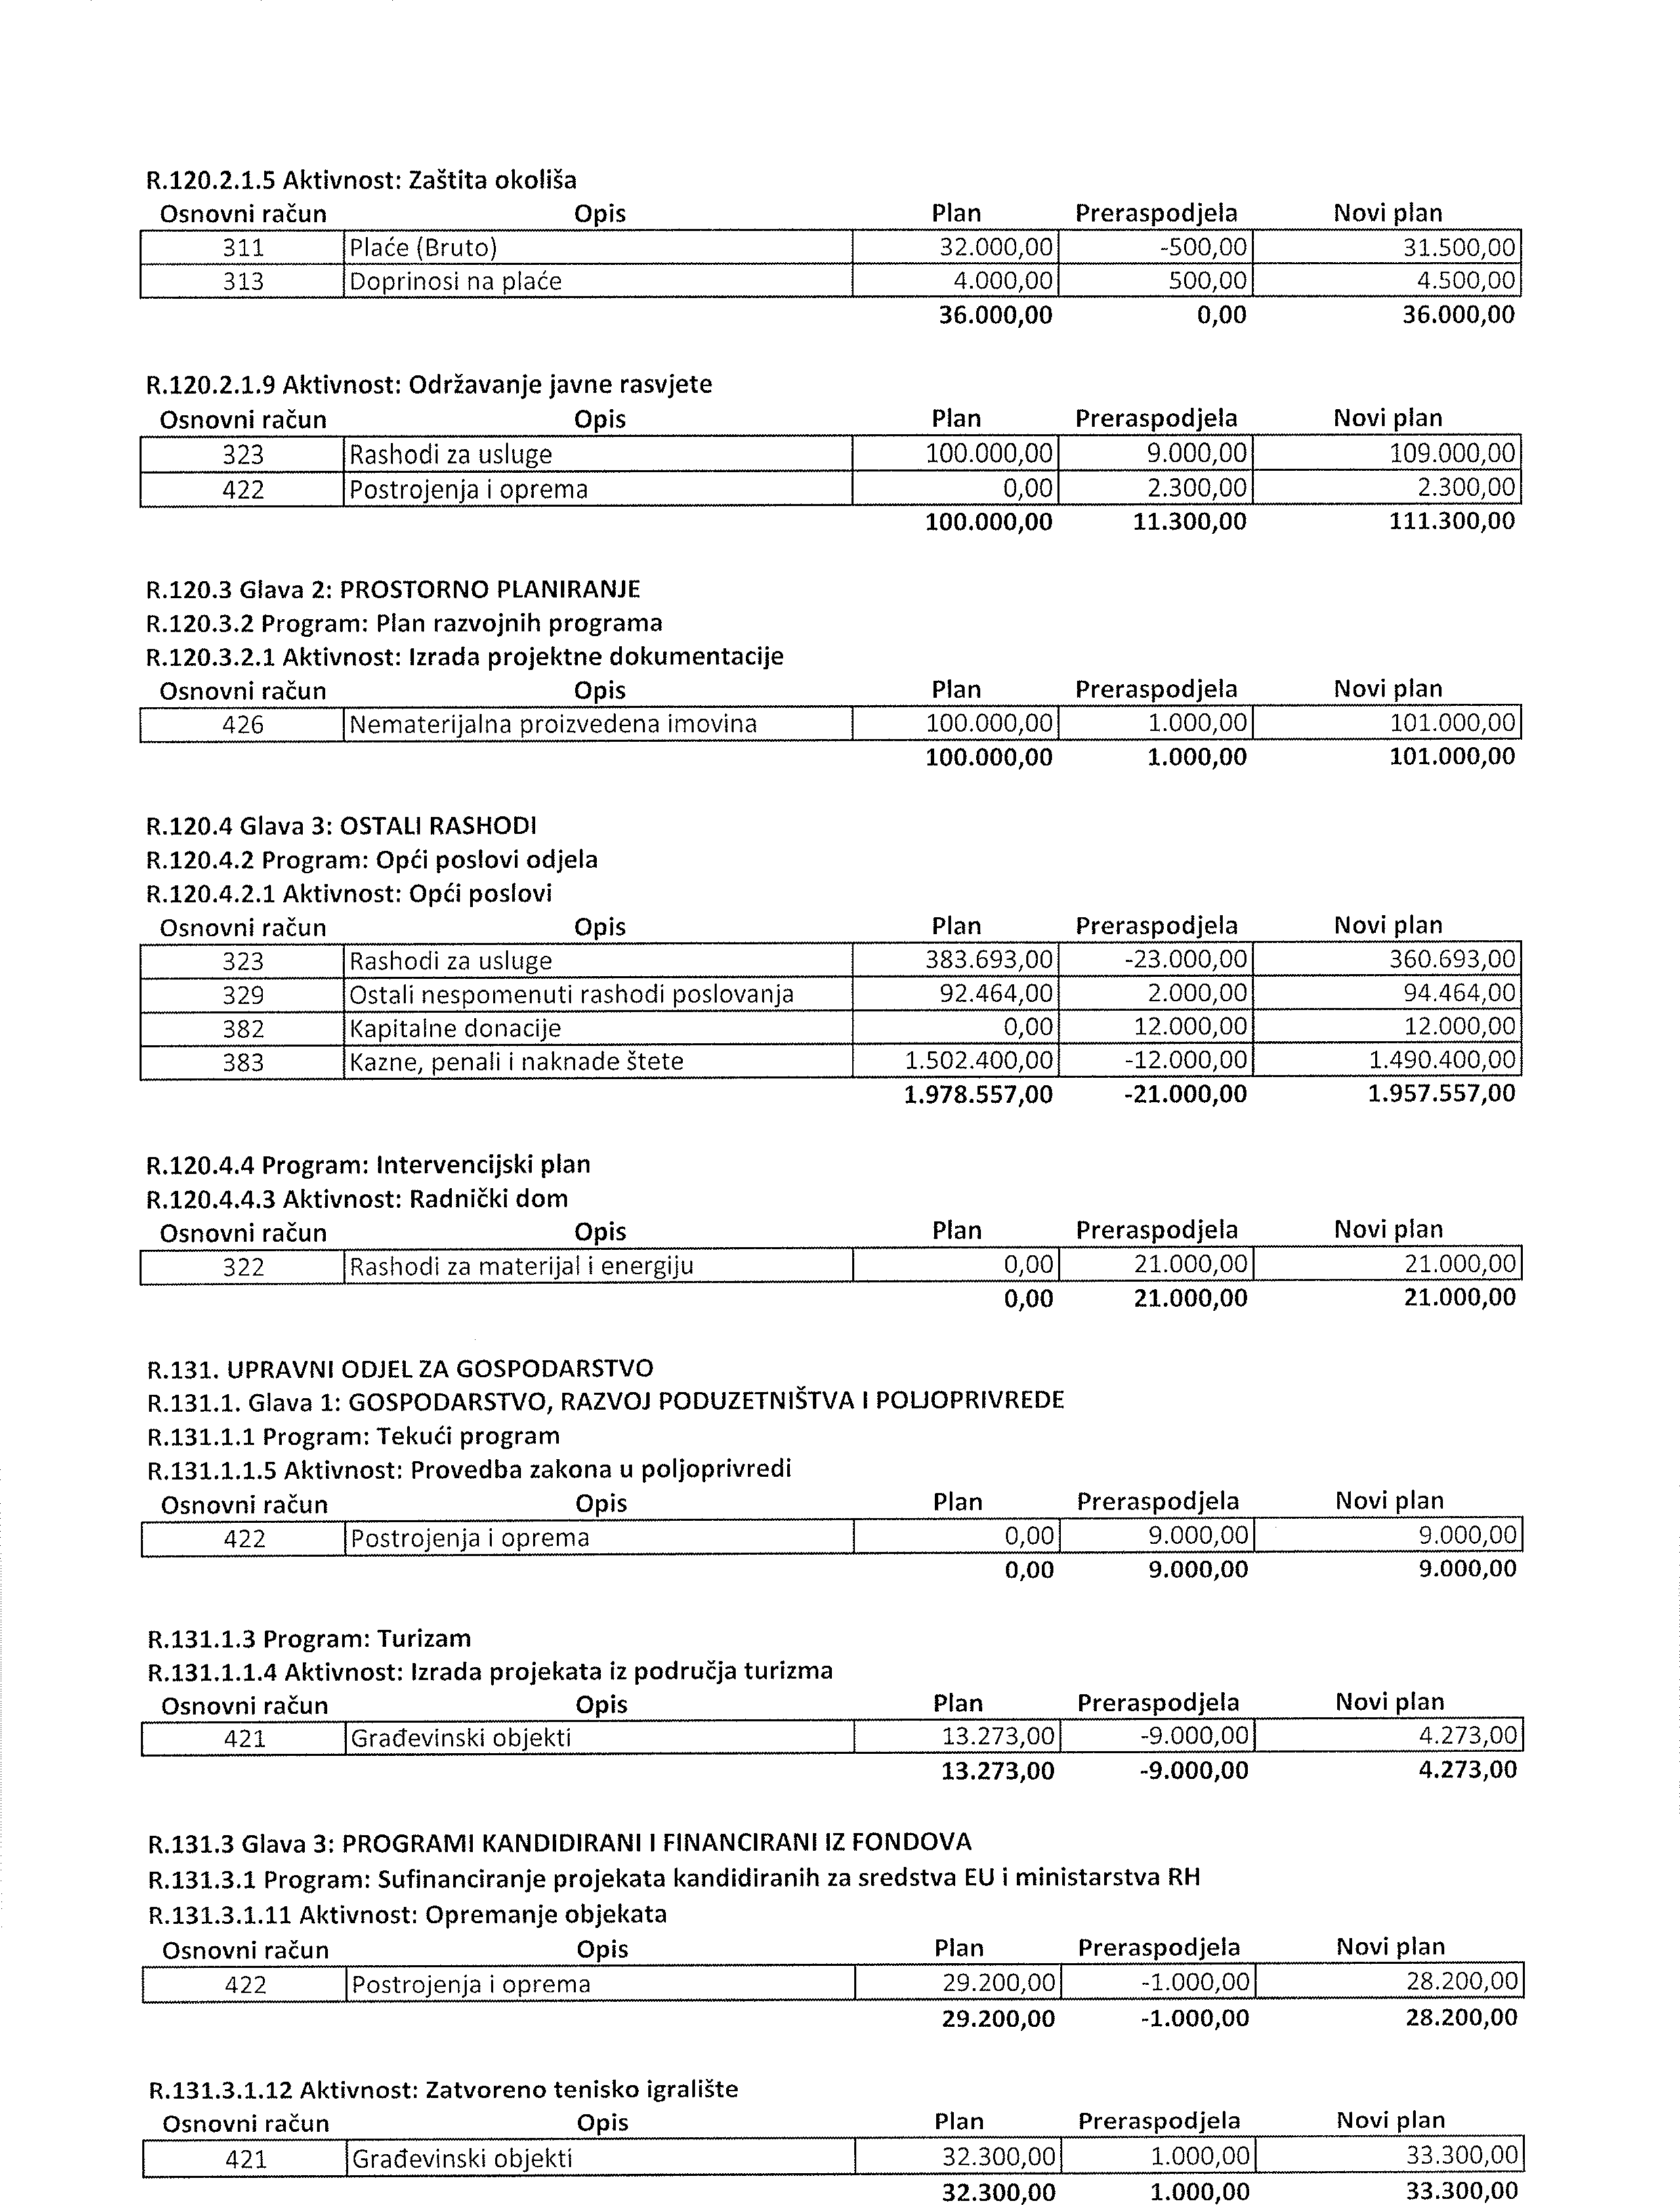 R.120.2.1.5 Aktivnost: Zaštita okoliša
Osnovni račun Opis Plan Preraspodjela Novi plan
311 Plaće (Bruto) 32.000,00 -500,00 31.500,00
313 Doprinosi na plaće 4.000,00 500,00 4.500,00
36.000,00 0,00 36.000,00
R.120.2.1.9 Aktivnost: Održavanje javne rasvjete
Osnovni račun Opis Plan Preraspodjela Novi plan
323 Rashodi za usluge 100.000,00 9.000,00 109.000,00
422 Postrojenja i oprema 0,00 2.300,00 2.300,00
100.000,00 11.300,00 111.300,00
R.120.3 Glava 2: PROSTORNO PLANIRANJE
R.120.3.2 Program: Plan razvojnih programa
R.120.3.2.1 Aktivnost: Izrada projektne dokumentacije
Osnovni račun Opis Plan Preraspodjela Novi plan
426 Nematerijalna proizvedena imovina 100.000,00 1.000,00 101.000,00
100.000,00 1.000,00 101.000,00
R.120.4 Glava 3: OSTALI RASHODI
R.120.4.2 Program: Opći poslovi odjela
R.120.4.2.1 Aktivnost: Opći poslovi
Osnovni račun Opis Plan Preraspodjela Novi plan
323 Rashodi za usluge 383.693,00 -23.000,00 360.693,00
329 Ostali nespomenuti rashodi poslovanja 92.464,00 2.000,00 94.464,00
382 Kapitalne donacije 0,00 12.000,00 12.000,00
383 Kazne, penali i naknade štete 1.502.400,00 -12.000,00 1.490.400,00
1.978.557,00 -21.000,00 1.957.557,00
R.120.4.4 Program: Intervencijski plan
R.120.4.4.3 Aktivnost: Radnički dom
Osnovni račun Opis Plan Preraspodjela Novi plan
322 Rashodi za materijal i energiju 0,00 21.000,00 21.000,00
0,00 21.000,00 21.000,00
R.131. UPRAVNI ODJEL ZA GOSPODARSTVO
R.131.1. Glava 1: GOSPODARSTVO, RAZVOJ PODUZETNIŠTVA I POLJOPRIVREDE
R.131.1.1 Program: Tekući program
R.131.1.1.5 Aktivnost: Provedba zakona u poljoprivredi
Osnovni račun Opis Plan Preraspodjela Novi plan
422 Postrojenja i oprema 0,00 9.000,00 9.000,00
0,00 9.000,00 9.000,00
R.131.1.3 Program: Turizam
R.131.1.1.4 Aktivnost: Izrada projekata iz područja turizma
Osnovni račun Opis Plan Preraspodjela Novi plan
421 Građevinski objekti 13.273,00 -9.000,00 4.273,00
13.273,00 -9.000,00 4.273,00
R.131.3 Glava 3: PROGRAMI KANDIDIRANI I FINANCIRANI IZ FONDOVA
R.131.3.1 Program: Sufinanciranje projekata kandidiranih za sredstva EU i ministarstva RH
R.131.3.1.11 Aktivnost: Opremanje objekata
Osnovni račun Opis Plan Preraspodjela Novi plan
422 Postrojenja i oprema 29.200,00 -1.000,00 28.200,00
29.200,00 -1.000,00 28.200,00
R.131.3.1.12 Aktivnost: Zatvoreno tenisko igralište
Osnovni račun Opis Plan Preraspodjela Novi plan
421 Građevinski objekti 32.300,00 1.000,00 33.300,00
32.300,00 1.000,00 33.300,00